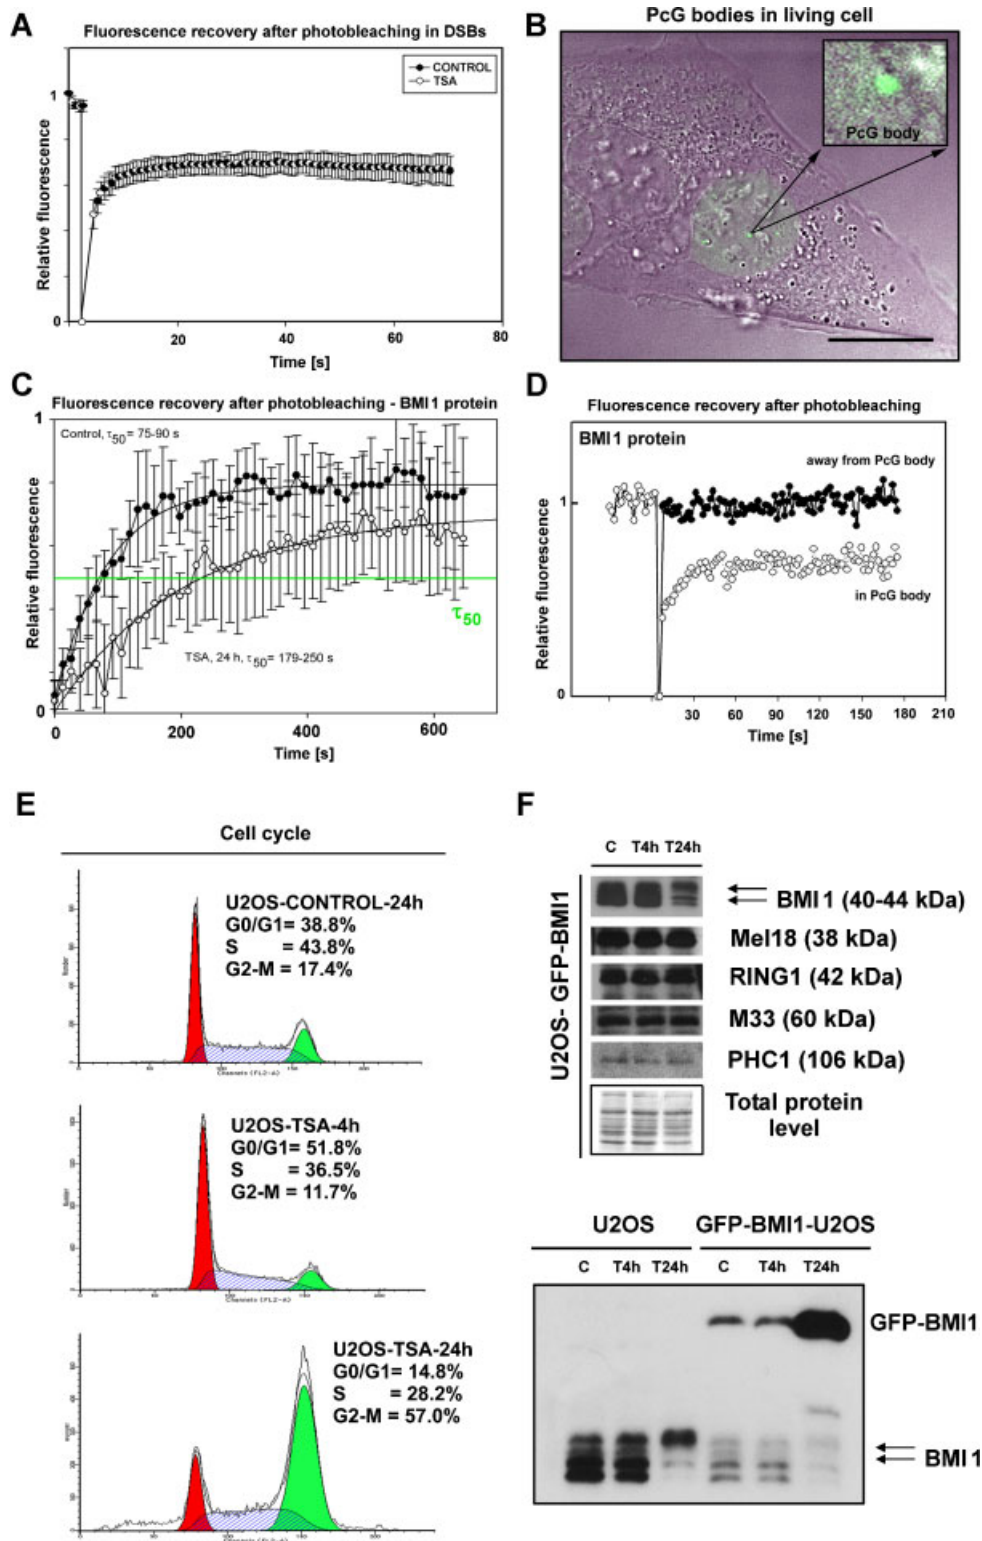 A
Fluorescence recovery after photobleaching in DSBs
CONTROL
TSA
1
0
Relative fluorescence
20
40
60
80
Time [s]
B
PcG bodies in living cell
PcG body
C
Fluorescence recovery after photobleaching - BMI1 protein
Control, τ50 = 75-90 s
1
0
Relative fluorescence
τ50
TSA, 24 h, τ50 = 179-250 s
0
200
400
600
Time [s]
D
Fluorescence recovery after photobleaching
BMI1 protein
away from PcG body
in PcG body
1
0
Relative fluorescence
30
60
90
120
150
180
210
Time [s]
E
Cell cycle
U2OS-CONTROL-24h
G0/G1= 38.8%
S = 43.8%
G2-M = 17.4%
Channels (FL2-A)
U2OS-TSA-4h
G0/G1= 51.8%
S = 36.5%
G2-M = 11.7%
Channels (FL2-A)
U2OS-TSA-24h
G0/G1= 14.8%
S = 28.2%
G2-M = 57.0%
Channels (FL2-A)
F
C T4h T24h
U2OS- GFP-BMI1
BMI1 (40-44 kDa)
Mel18 (38 kDa)
RING1 (42 kDa)
M33 (60 kDa)
PHC1 (106 kDa)
Total protein
level
U2OS GFP-BMI1-U2OS
C T4h T24h C T4h T24h
GFP-BMI1
BMI1